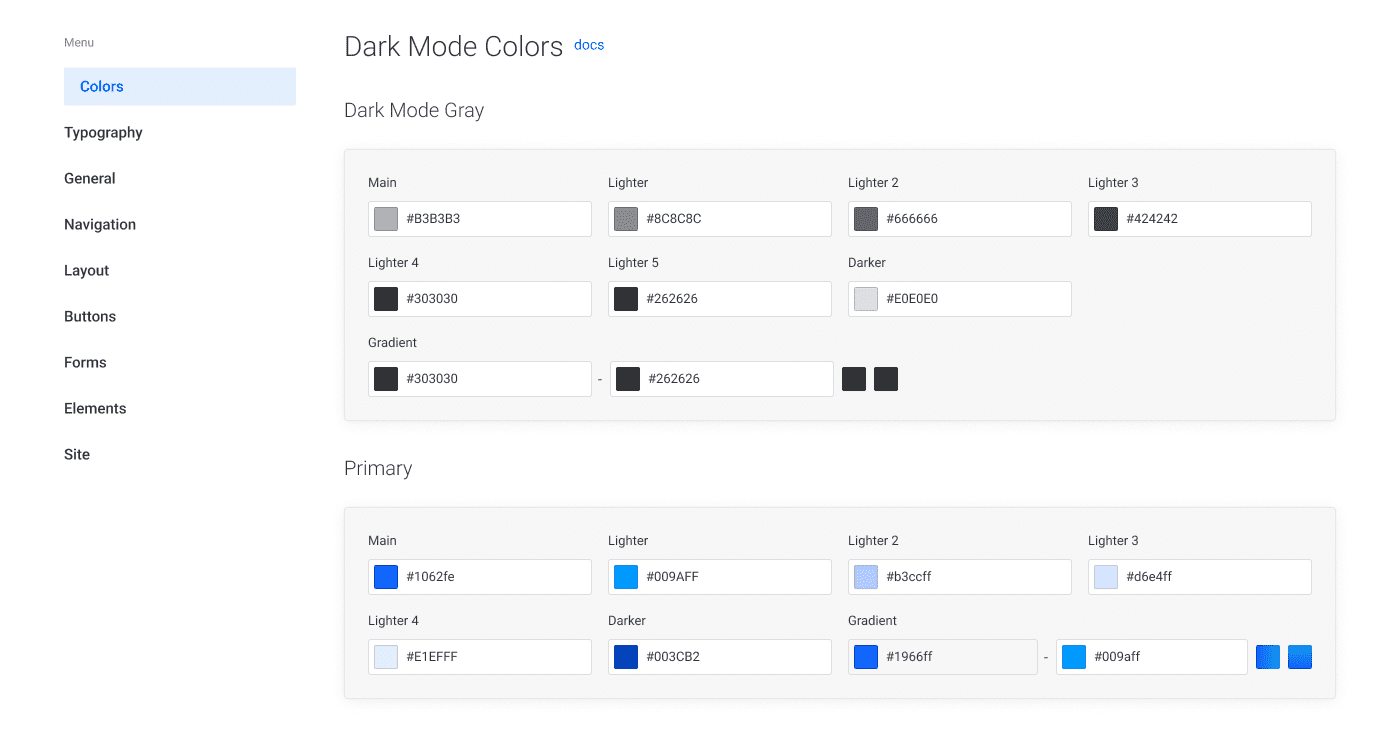 Menu
Colors
Typography
General
Navigation
Layout
Buttons
Forms
Elements
Site
Dark Mode Colors docs
Dark Mode Gray
Main Lighter Lighter 2 Lighter 3
#B3B3B3 #8C8C8C #666666 #424242
Lighter 4 Lighter 5 Darker
#303030 #262626 #E0E0E0
Gradient
#303030 - #262626
Primary
Main Lighter Lighter 2 Lighter 3
#1062fe #009AFF #b3ccff #d6e4ff
Lighter 4 Darker Gradient
#E1EFFF #003CB2 #1966ff - #009aff